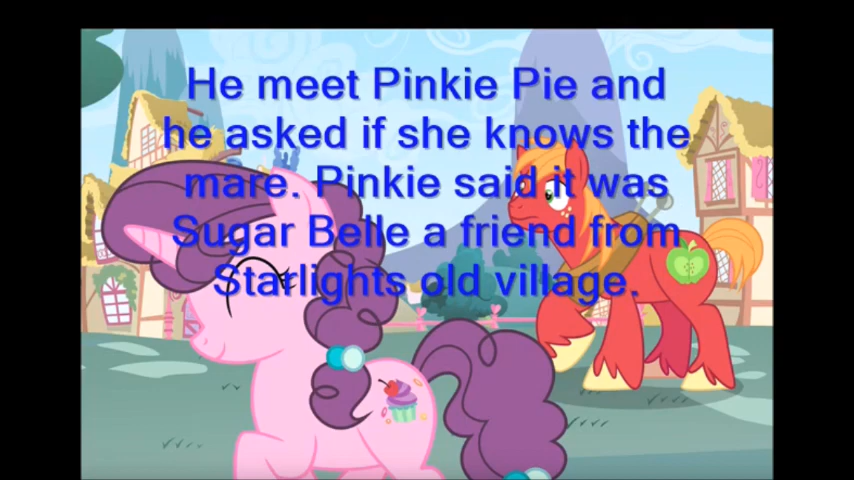 He meet Pinkie Pie and
he asked if she knows the
mare. Pinkie said it was
Sugar Belle a friend from
Starlights old village.